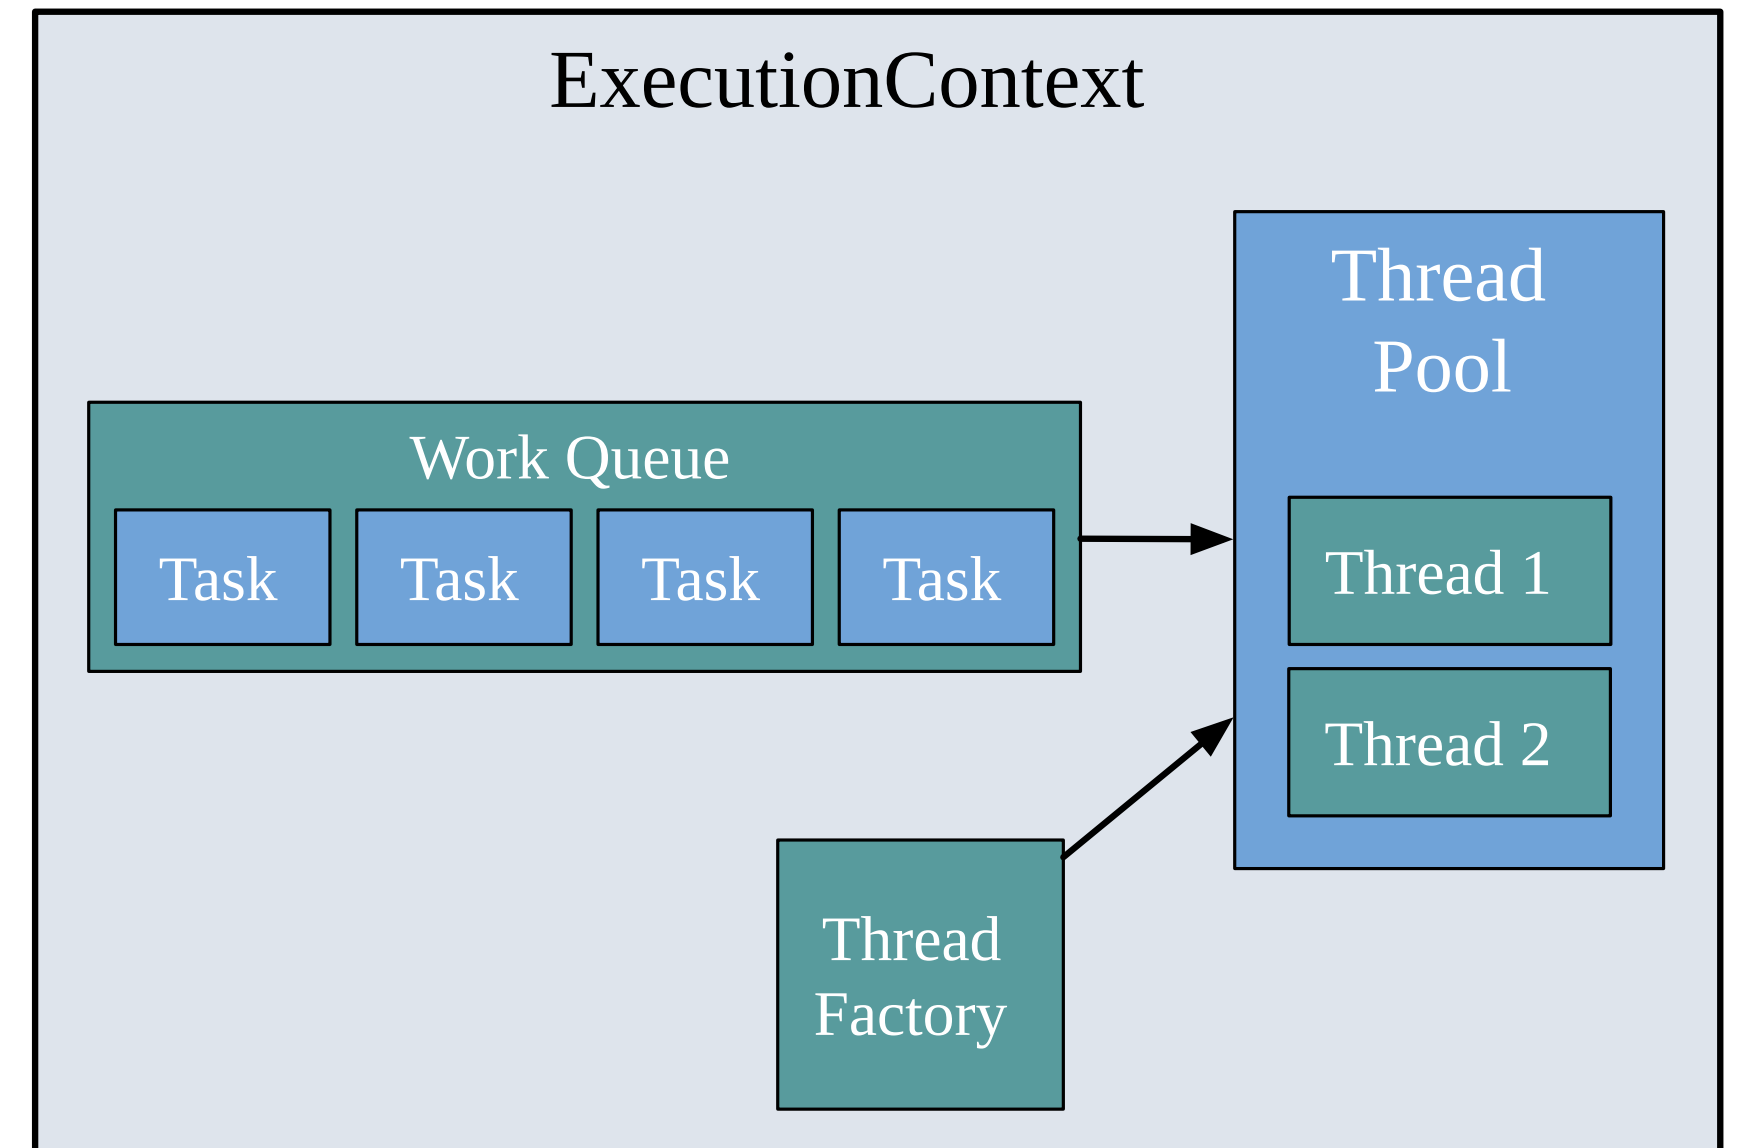 ExecutionContext
Thread
Pool
Work Queue
Task Task Task Task
Thread 1
Thread 2
Thread
Factory